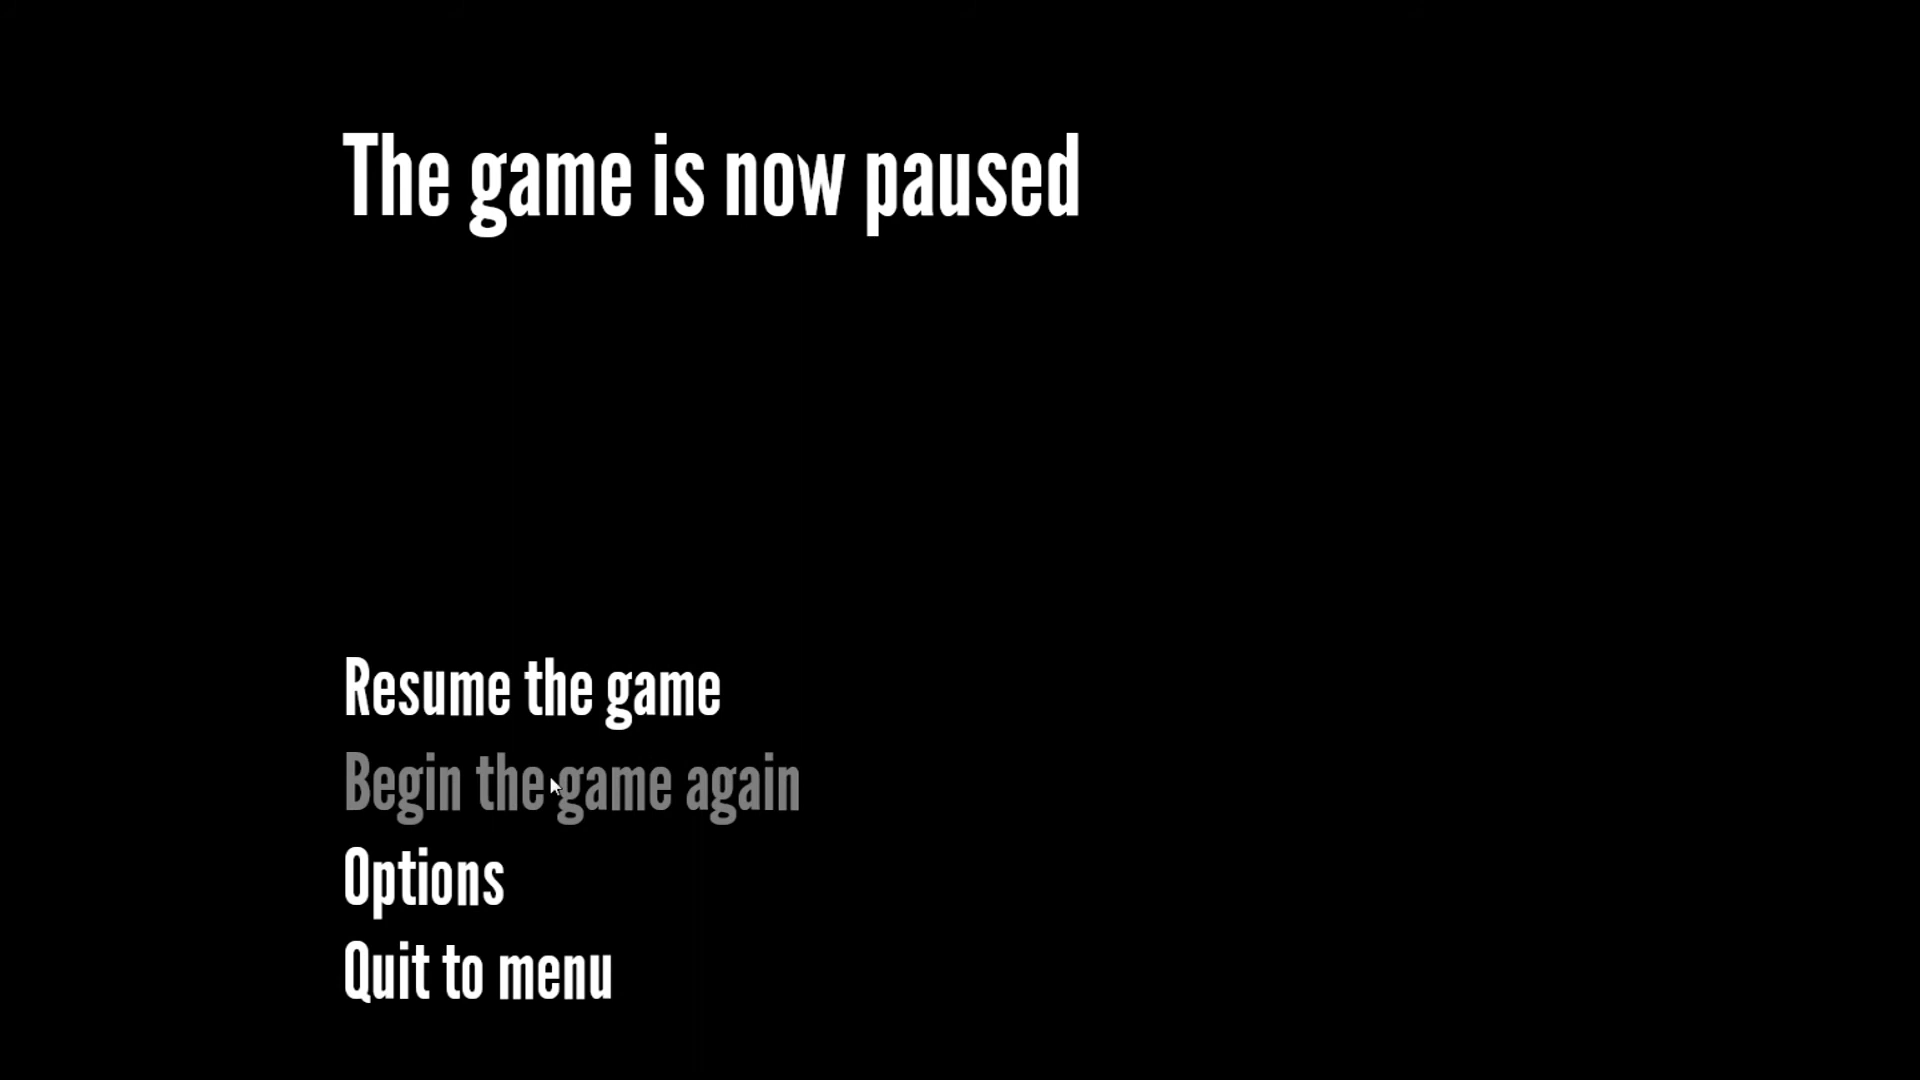 The game is now paused
Resume the game
Begin the game again
Options
Quit to menu